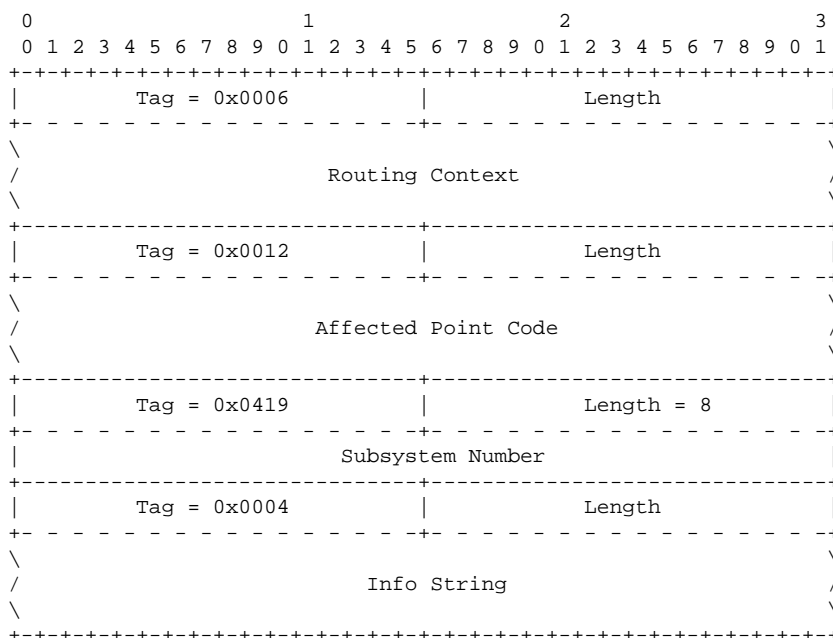 0                   1                   2                   3
0 1 2 3 4 5 6 7 8 9 0 1 2 3 4 5 6 7 8 9 0 1 2 3 4 5 6 7 8 9 0 1
+-+-+-+-+-+-+-+-+-+-+-+-+-+-+-+-+-+-+-+-+-+-+-+-+-+-+-+-+-+-+-+-+
| Tag = 0x0006 | Length |
+- - - - - - - - - - - - - - - -+- - - - - - - - - - - - - - - -+
\ \
/ Routing Context /
\ \
+-------------------------------+-------------------------------+
| Tag = 0x0012 | Length |
+- - - - - - - - - - - - - - - -+- - - - - - - - - - - - - - - -+
\ \
/ Affected Point Code /
\ \
+-------------------------------+-------------------------------+
| Tag = 0x0419 | Length = 8 |
+- - - - - - - - - - - - - - - -+- - - - - - - - - - - - - - - -+
| Subsystem Number |
+-------------------------------+-------------------------------+
| Tag = 0x0004 | Length |
+- - - - - - - - - - - - - - - -+- - - - - - - - - - - - - - - -+
\ \
/ Info String /
\ \
+-+-+-+-+-+-+-+-+-+-+-+-+-+-+-+-+-+-+-+-+-+-+-+-+-+-+-+-+-+-+-+-+